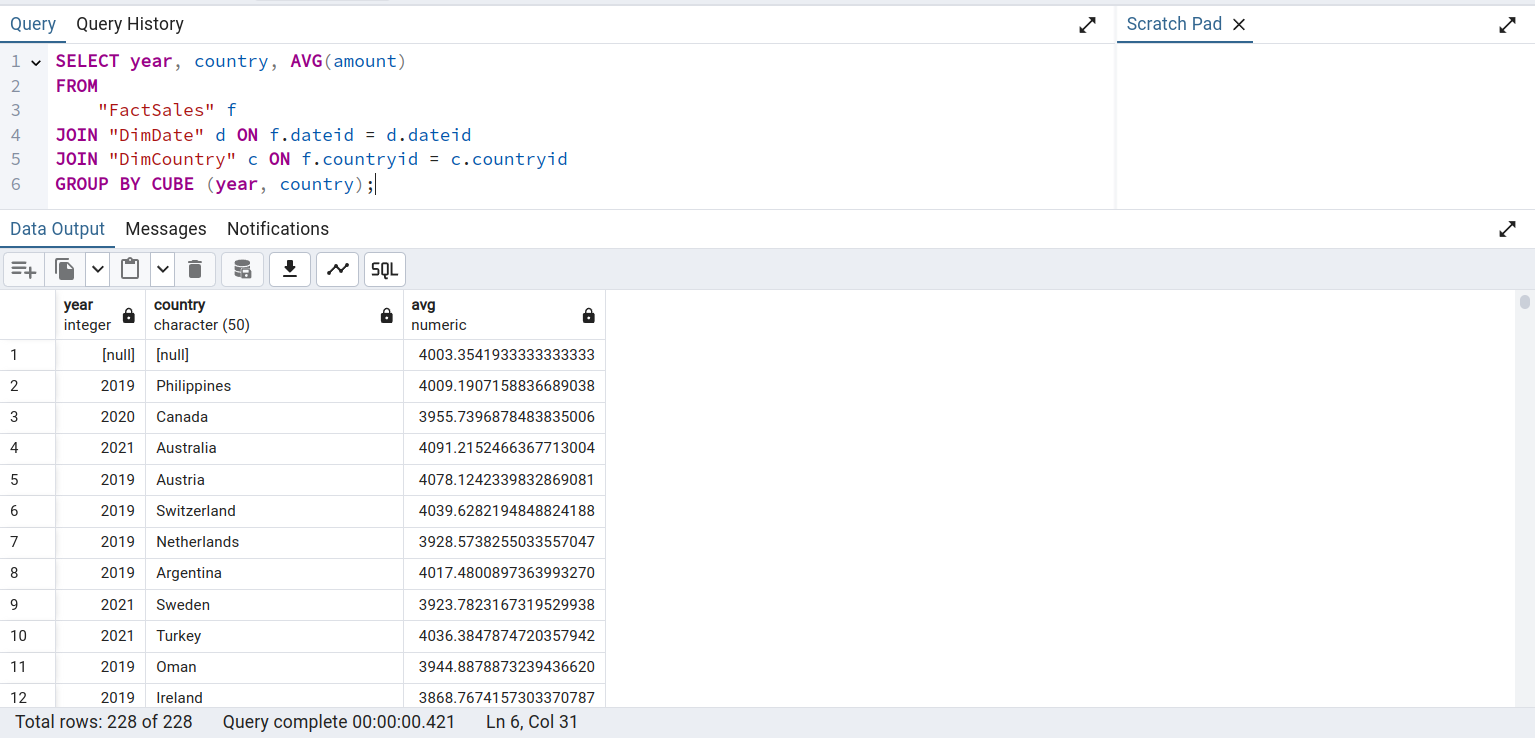 Query Query History Scratch Pad
1 SELECT year, country, AVG(amount)
2 FROM
3 "FactSales" f
4 JOIN "DimDate" d ON f.dateid = d.dateid
5 JOIN "DimCountry" c ON f.countryid = c.countryid
6 GROUP BY CUBE (year, country);
Data Output Messages Notifications
SQL
year country avg
integer character (50) numeric
1 [null] [null] 4003.3541933333333333
2 2019 Philippines 4009.1907158836689038
3 2020 Canada 3955.7396878483835006
4 2021 Australia 4091.2152466367713004
5 2019 Austria 4078.1242339832869081
6 2019 Switzerland 4039.6282194848824188
7 2019 Netherlands 3928.5738255033557047
8 2019 Argentina 4017.4800897363993270
9 2021 Sweden 3923.7823167319529938
10 2021 Turkey 4036.3847874720357942
11 2019 Oman 3944.8878873239436620
12 2019 Ireland 3868.7674157303370787
Total rows: 228 of 228 Query complete 00:00:00.421 Ln 6, Col 31